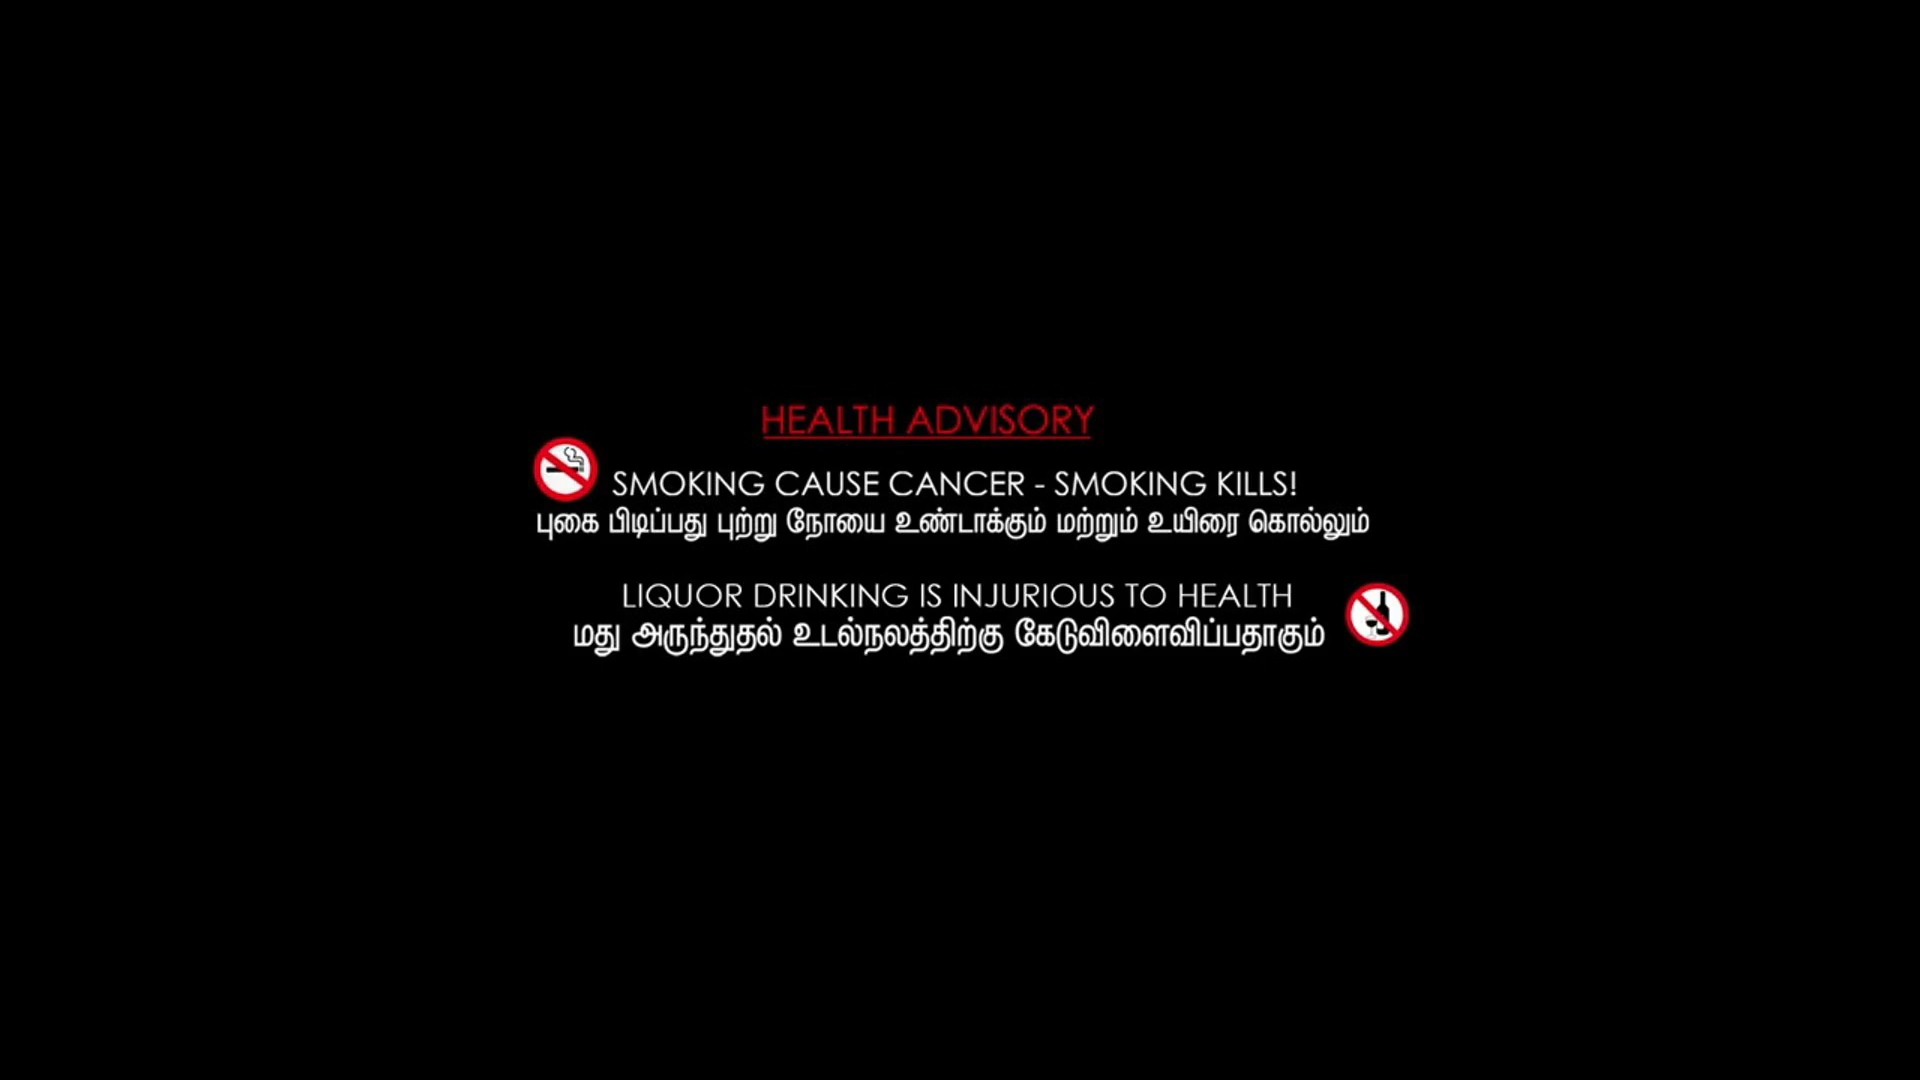 HEALTH ADVISORY
SMOKING CAUSE CANCER - SMOKING KILLS!
புகை பிடிப்பது புற்று நோயை உண்டாக்கும் மற்றும் உயிரை கொல்லும்
LIQUOR DRINKING IS INJURIOUS TO HEALTH
மது அருந்துதல் உடல்நலத்திற்கு கேடுவிளைவிப்பதாகும்